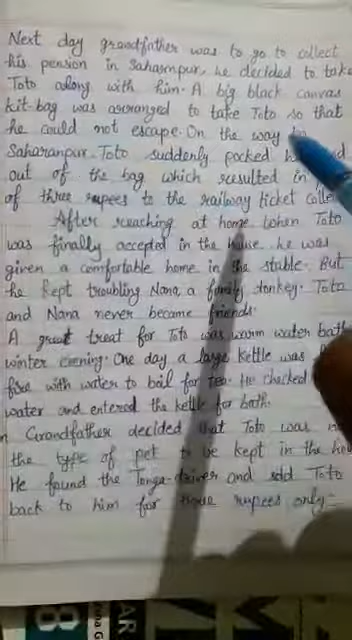 Next day grandfather was to go to collect
his pension in Saharnpur, he decided to take
Toto along with him. A big black canvas
kit-bag was arranged to take Toto so that
he could not escape. On the way
Saharanpur Toto suddenly pocked
out of the bag which resulted in
of three rupees to the railway ticket
After reaching at home when Toto
was finally accepted in the house. he was
given a comfortable home in the stable. But
he kept troubling Nana, a family donkey. Toto
and Nana never became friends.
A great treat for Toto was warm water bath
winter evening. One day a large kettle was
fire with water to boil for tea. He checked
water and entered the kettle for bath.
Grandfather decided that Toto was
the type of pet to be kept in the
He found the Tonga-driver and sold Toto
back to him for three rupees only.
8
AR